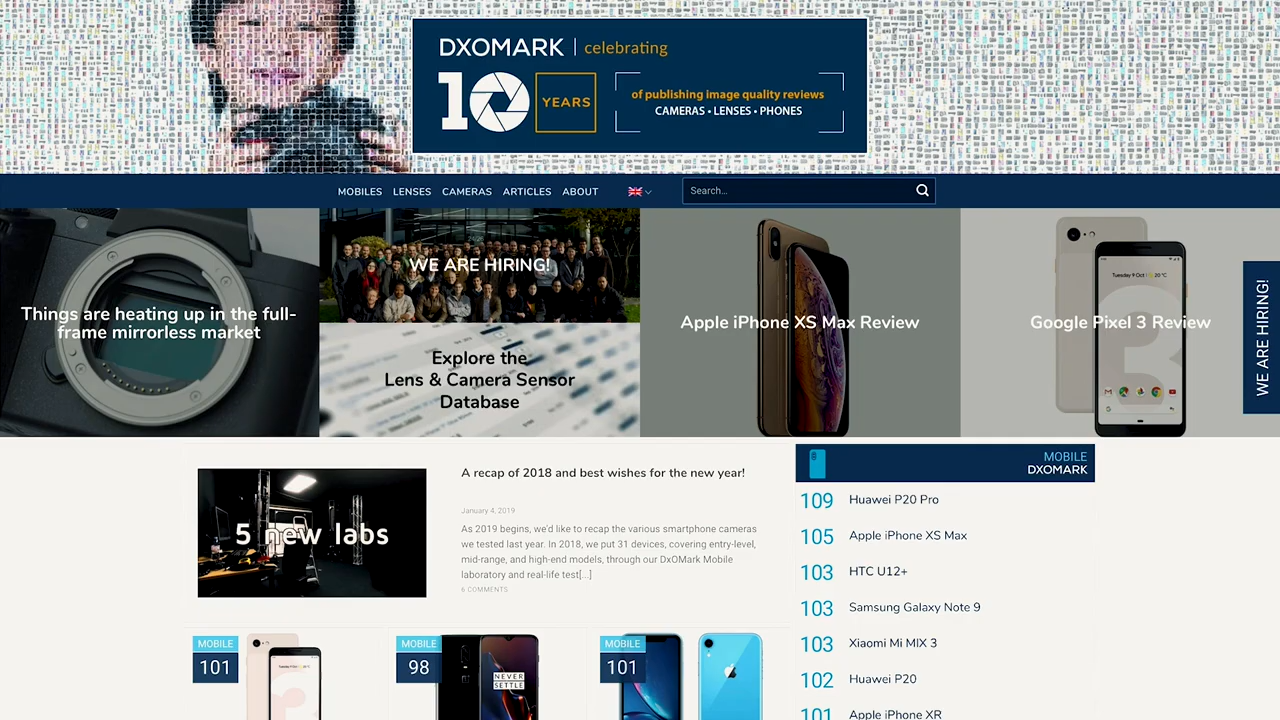 DXOMARK | celebrating
10 YEARS
of publishing image quality reviews
CAMERAS • LENSES • PHONES
MOBILES LENSES CAMERAS ARTICLES ABOUT
Search...
Things are heating up in the full-
frame mirrorless market
WE ARE HIRING!
Explore the
Lens & Camera Sensor
Database
Apple iPhone XS Max Review
Google Pixel 3 Review
WE ARE HIRING!
5 new labs
A recap of 2018 and best wishes for the new year!
January 4, 2019
As 2019 begins, we'd like to recap the various smartphone cameras
we tested last year. In 2018, we put 31 devices, covering entry-level,
mid-range, and high-end models, through our DxOMark Mobile
laboratory and real-life test[...]
6 COMMENTS
MOBILE
DXOMARK
109 Huawei P20 Pro
105 Apple iPhone XS Max
103 HTC U12+
103 Samsung Galaxy Note 9
103 Xiaomi Mi MIX 3
102 Huawei P20
101 Apple iPhone XR
MOBILE
101
MOBILE
98
NEVER
SETTLE
MOBILE
101